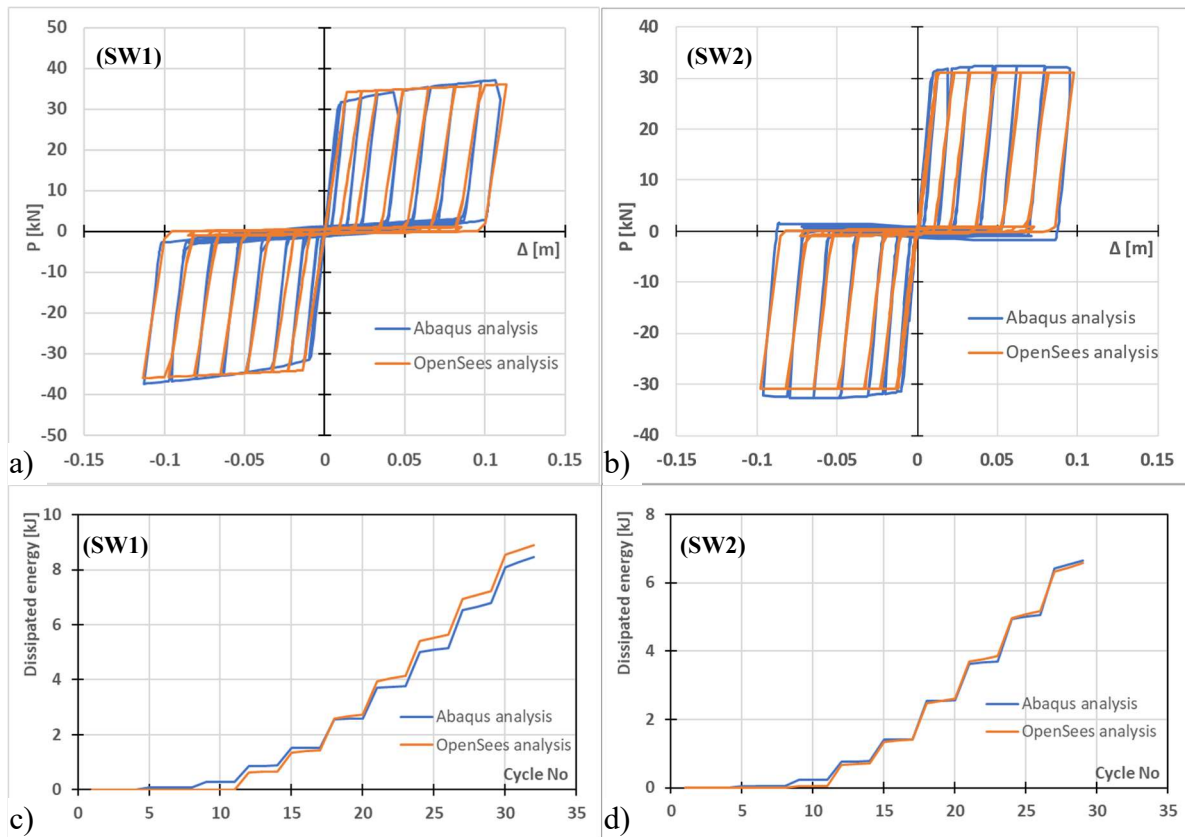 (SW1)
50
40
30
20
10
0
-10
-20
-30
-40
-50
P [kN]
Δ [m]
Abaqus analysis
OpenSees analysis
-0.15
-0.1
-0.05
0
0.05
0.1
0.15
a)
(SW2)
40
30
20
10
0
-10
-20
-30
-40
P [kN]
Δ [m]
Abaqus analysis
OpenSees analysis
-0.15
-0.1
-0.05
0
0.05
0.1
0.15
b)
(SW1)
10
8
6
4
2
0
Dissipated energy [kJ]
Abaqus analysis
OpenSees analysis
Cycle No
0
5
10
15
20
25
30
35
c)
(SW2)
8
6
4
2
0
Dissipated energy [kJ]
Abaqus analysis
OpenSees analysis
Cycle No
0
5
10
15
20
25
30
35
d)